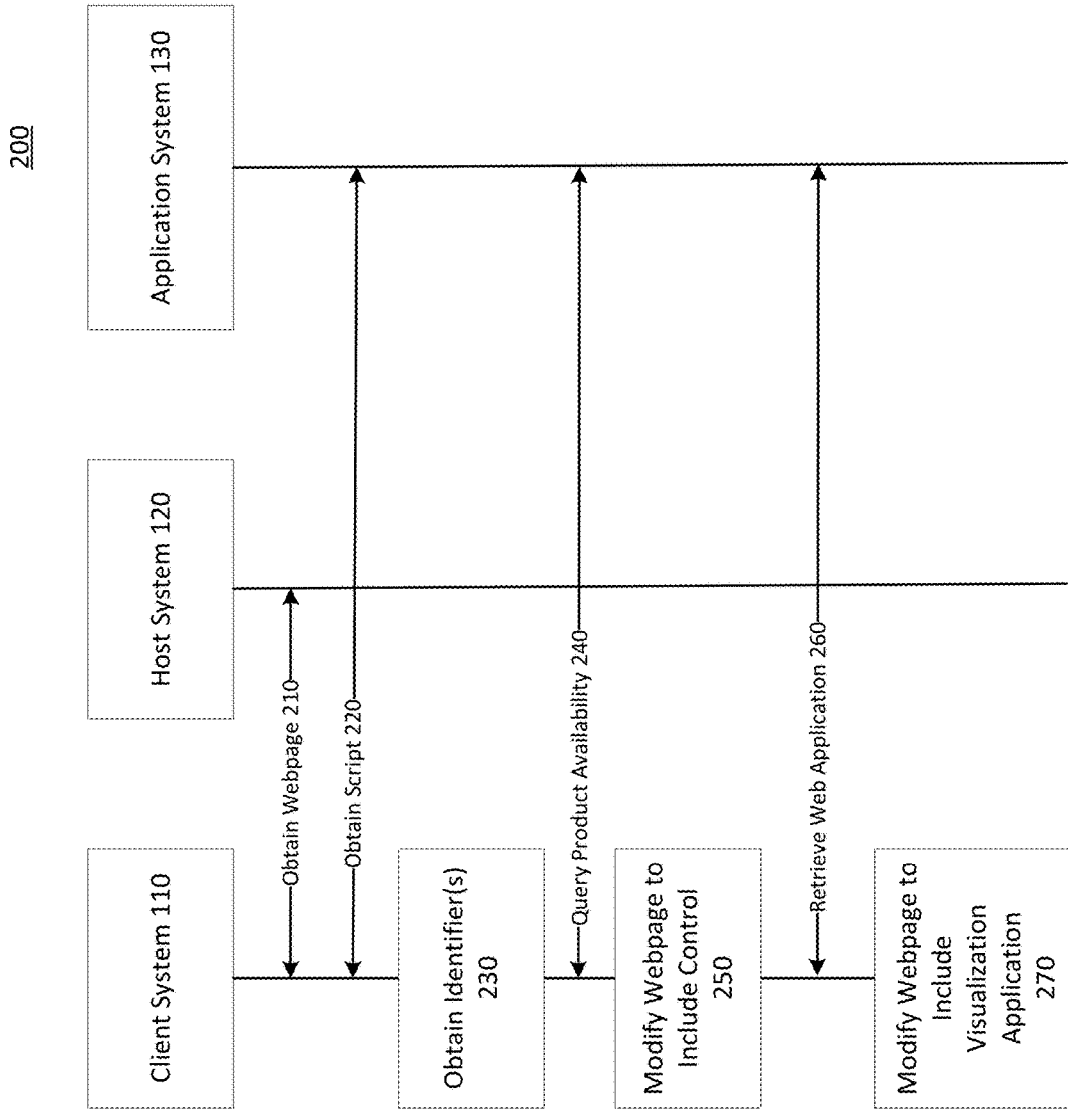 200
Client System 110
Host System 120
Application System 130
Obtain Webpage 210
Obtain Script 220
Obtain Identifier(s)
230
Query Product Availability 240
Modify Webpage to
Include Control
250
Retrieve Web Application 260
Modify Webpage to
Include
Visualization
Application
270